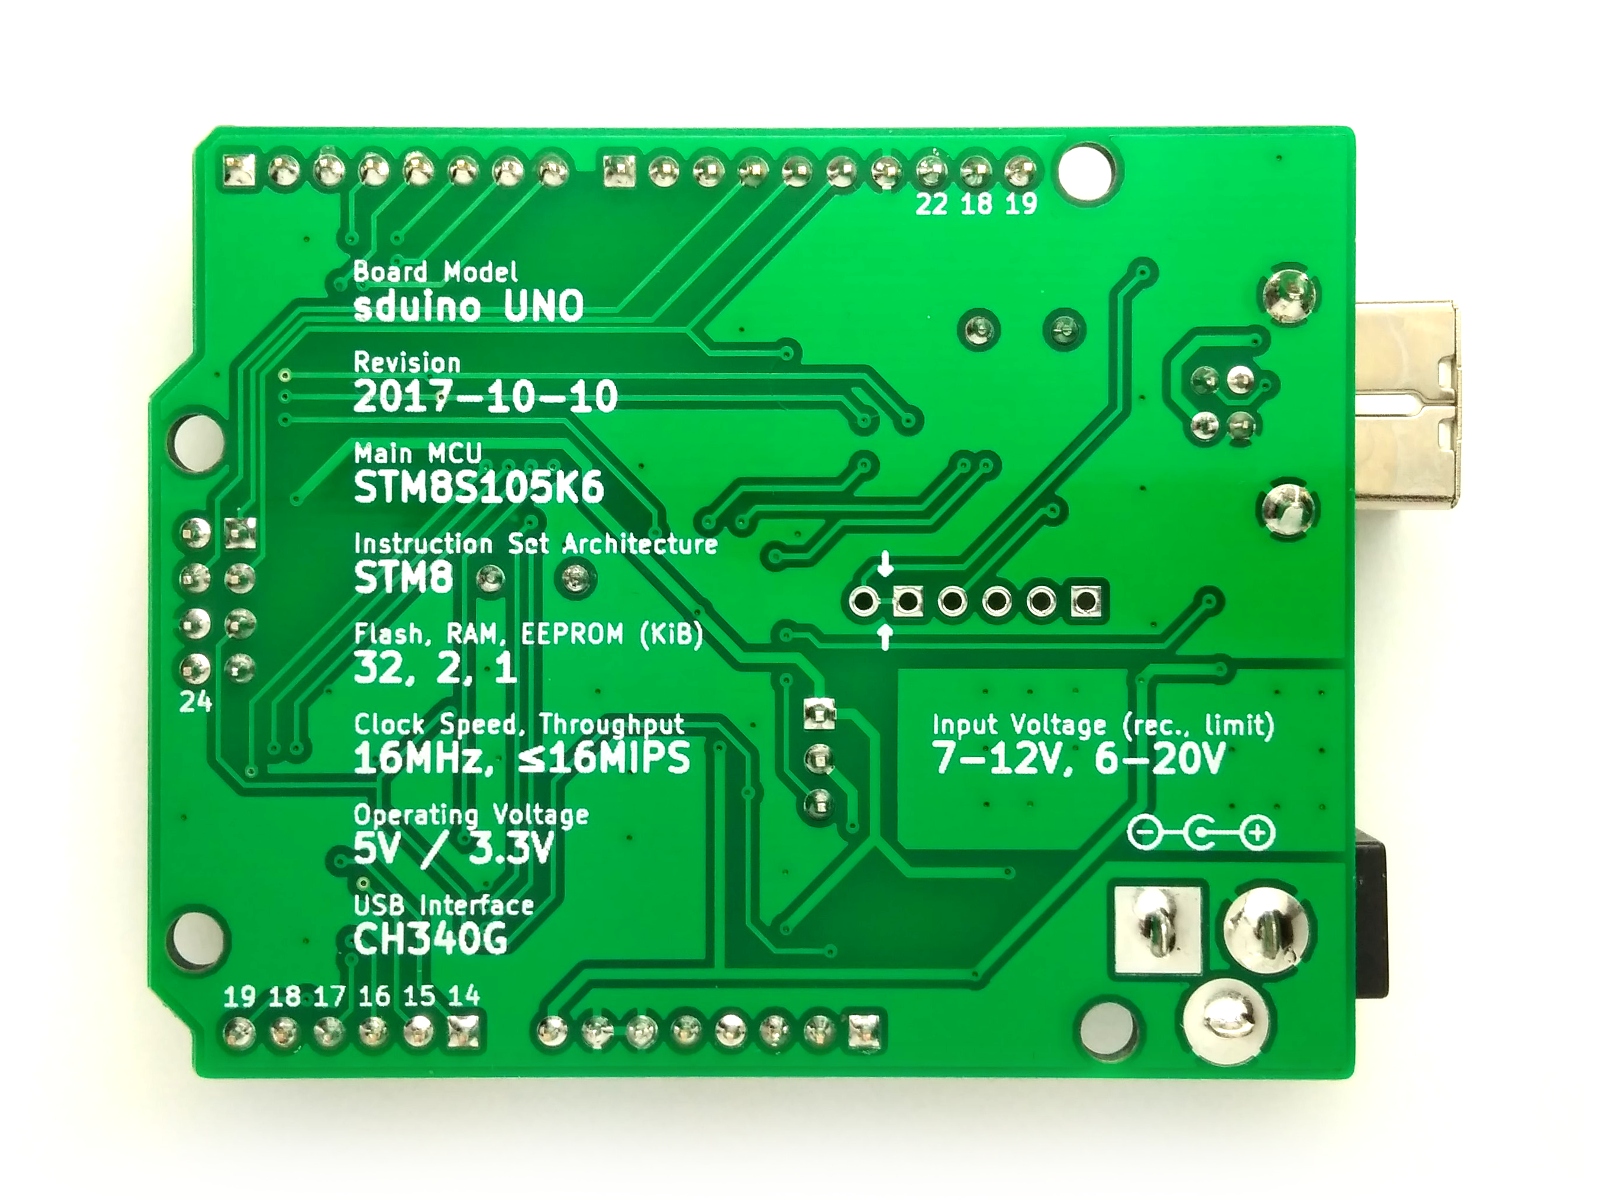 22 18 19
Board Model
sduino UNO
Revision
2017-10-10
Main MCU
STM8S105K6
Instruction Set Architecture
STM8
Flash, RAM, EEPROM (KiB)
32, 2, 1
24
Clock Speed, Throughput
16MHz, ≤16MIPS
Operating Voltage
5V / 3.3V
USB Interface
CH340G
Input Voltage (rec., limit)
7-12V, 6-20V
19 18 17 16 15 14